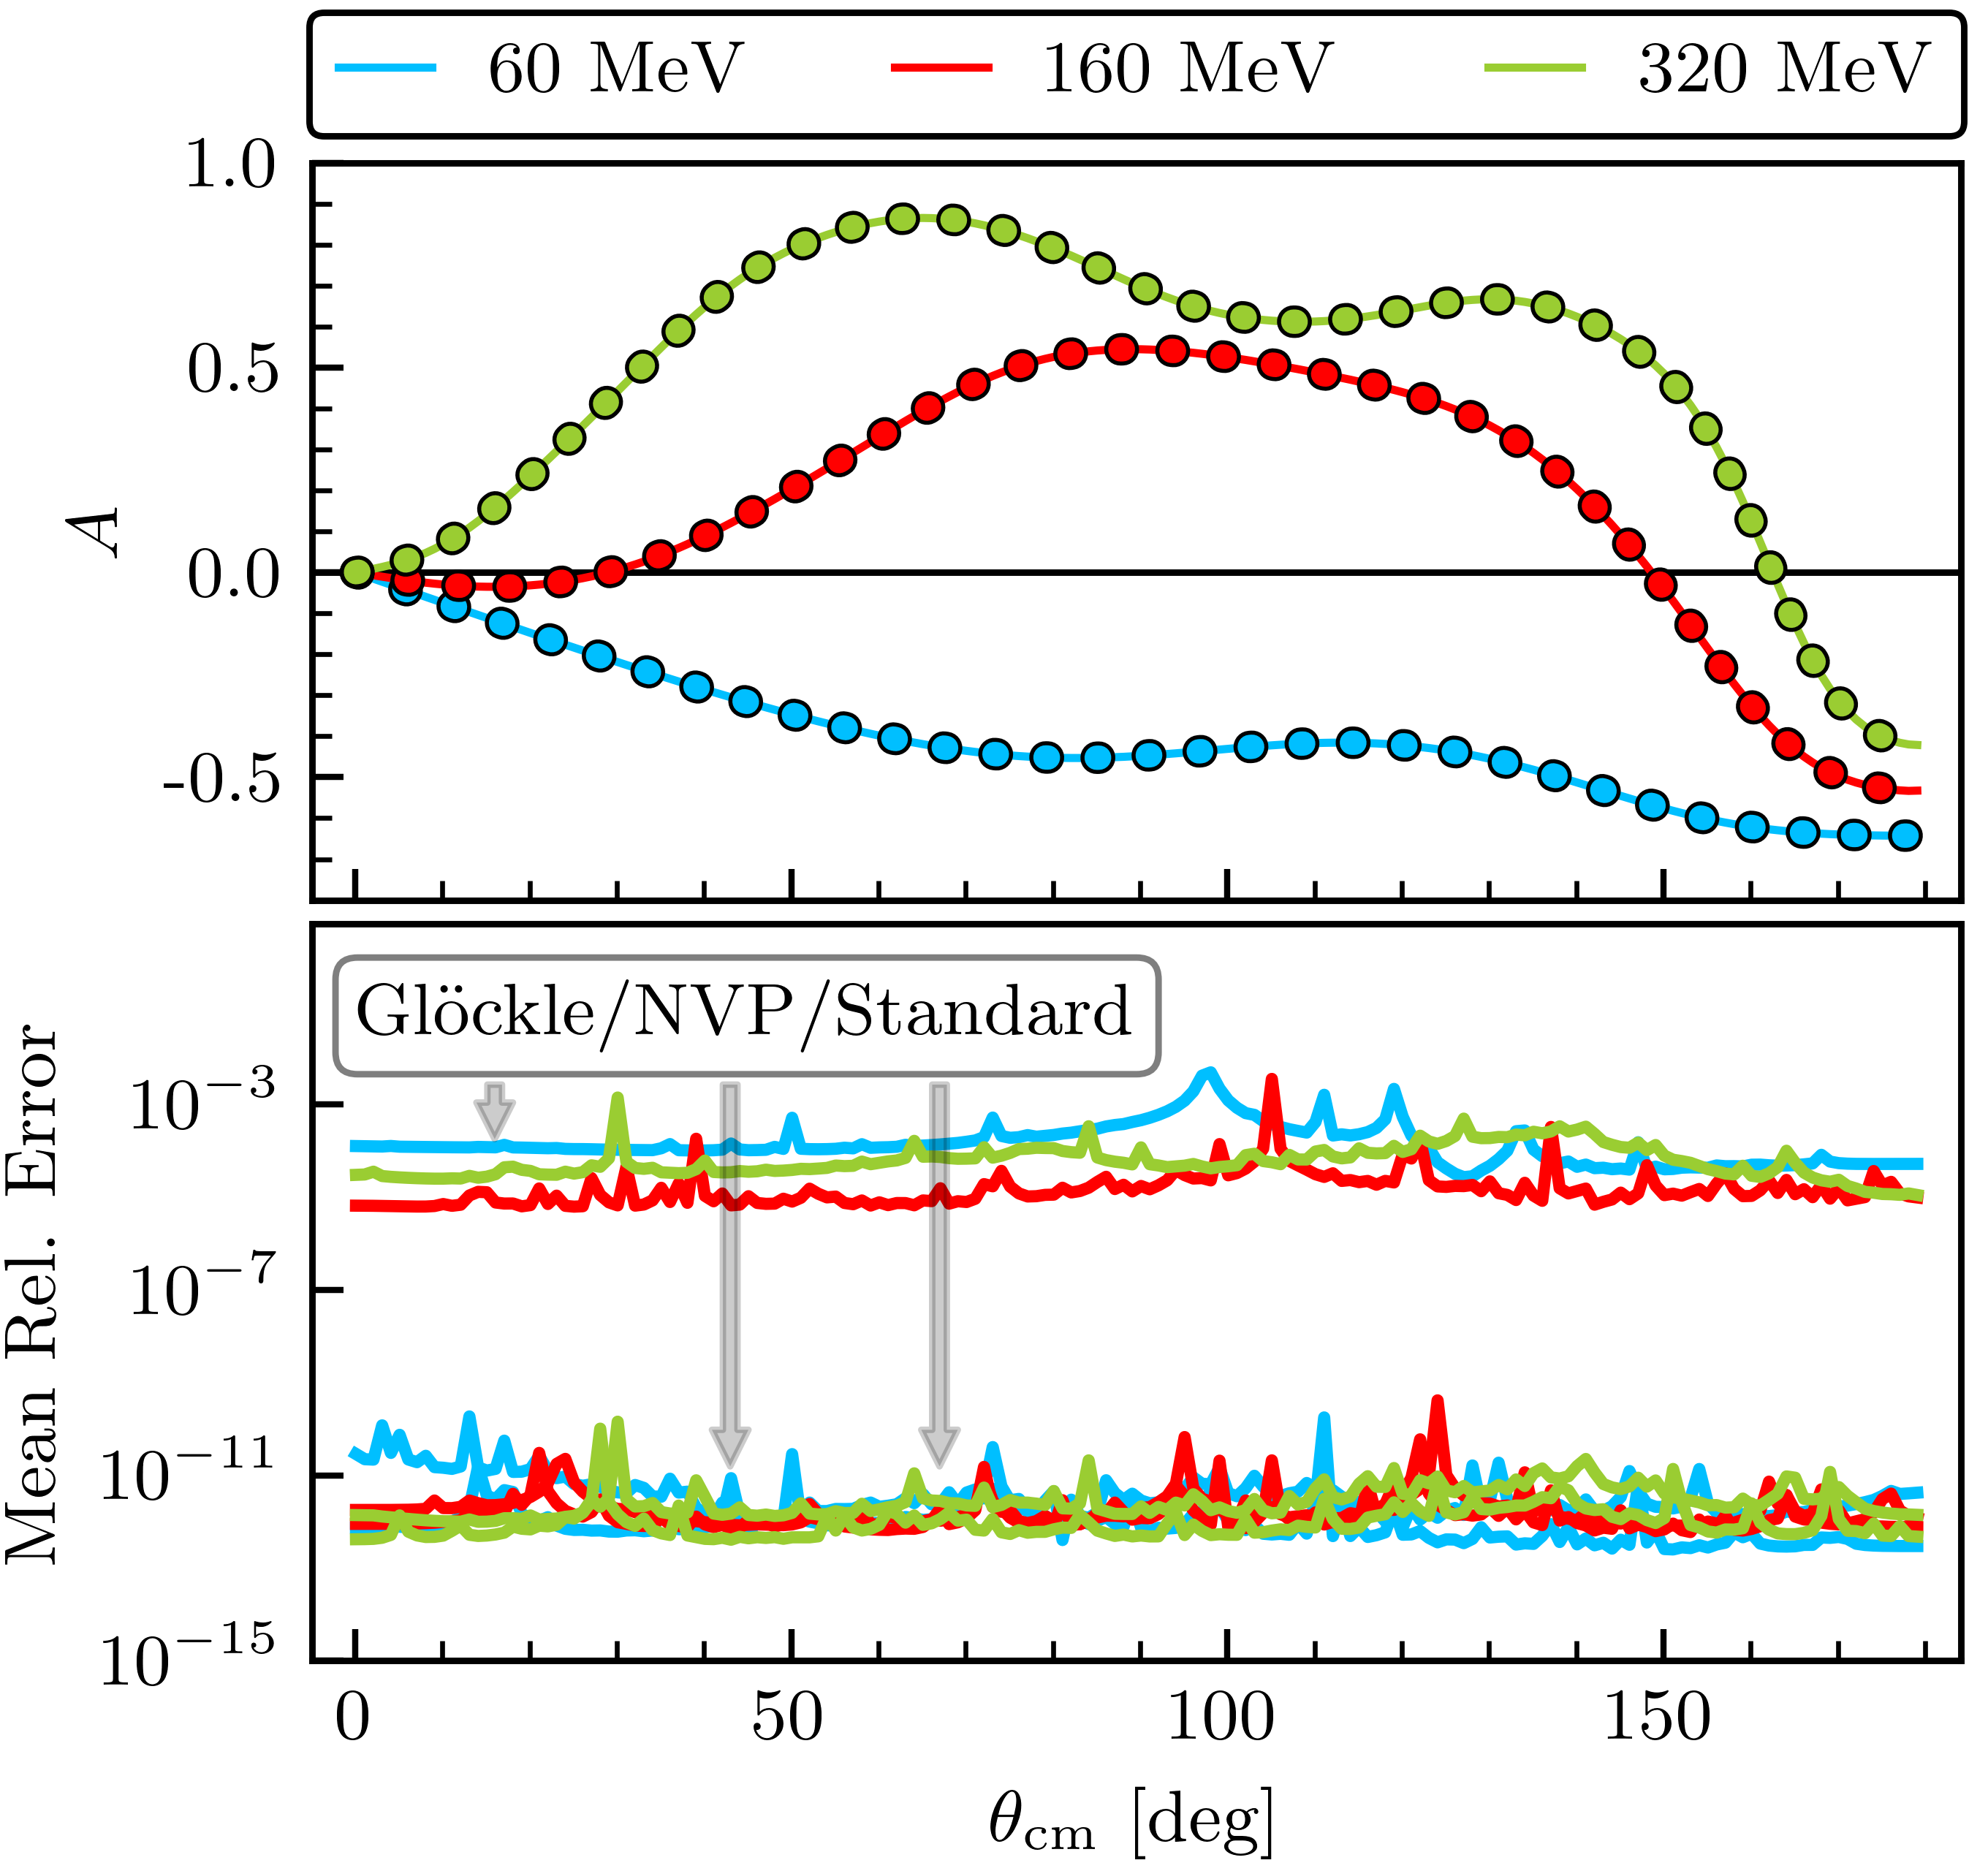 60 MeV 160 MeV 320 MeV
1.0
0.5
0.0
-0.5
A
Glöckle/NVP/Standard
10⁻³
10⁻⁷
10⁻¹¹
10⁻¹⁵
Mean Rel. Error
0 50 100 150
θcm [deg]